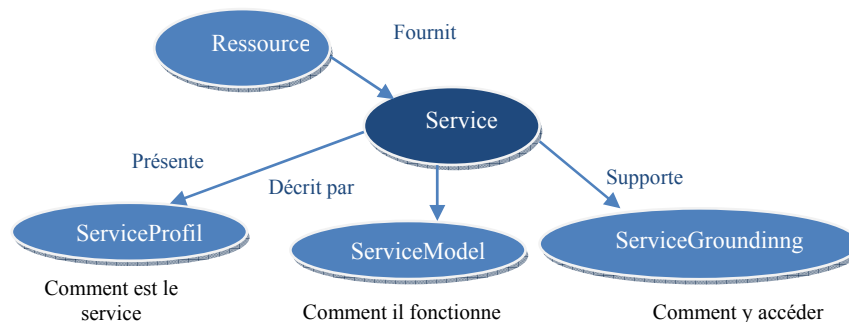 Ressource
Fournit
Service
Présente
Décrit par
Supporte
ServiceProfil
ServiceModel
ServiceGroundinng
Comment est le
service
Comment il fonctionne
Comment y accéder